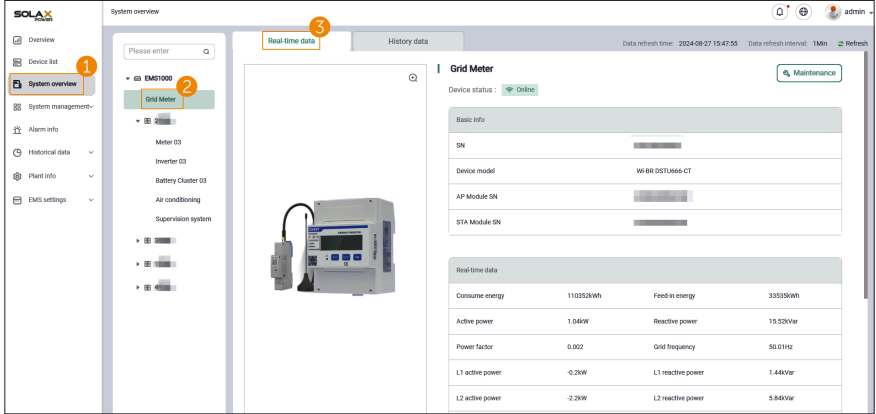 SOLAX
POWER
System overview
admin
Overview
Device list
System overview
System management
Alarm info
Historical data
Plant info
EMS settings
1
Please enter
EMS1000
2
Grid Meter
2
Meter 03
Inverter 03
Battery Cluster 03
Air conditioning
Supervision system
3
1
4
3
Real-time data
History data
Data refresh time: 2024-08-27 15:47:55 Data refresh interval: 1Min Refresh
Grid Meter
Maintenance
Device status : Online
Basic info
SN
Device model Wi-BR DSTU666-CT
AP Module SN
STA Module SN
Real-time data
Consume energy 110352kWh Feed-in energy 33535kWh
Active power 1.04kW Reactive power 15.52kVar
Power factor 0.002 Grid frequency 50.01Hz
L1 active power -0.2kW L1 reactive power 1.44kVar
L2 active power -2.2kW L2 reactive power 5.84kVar